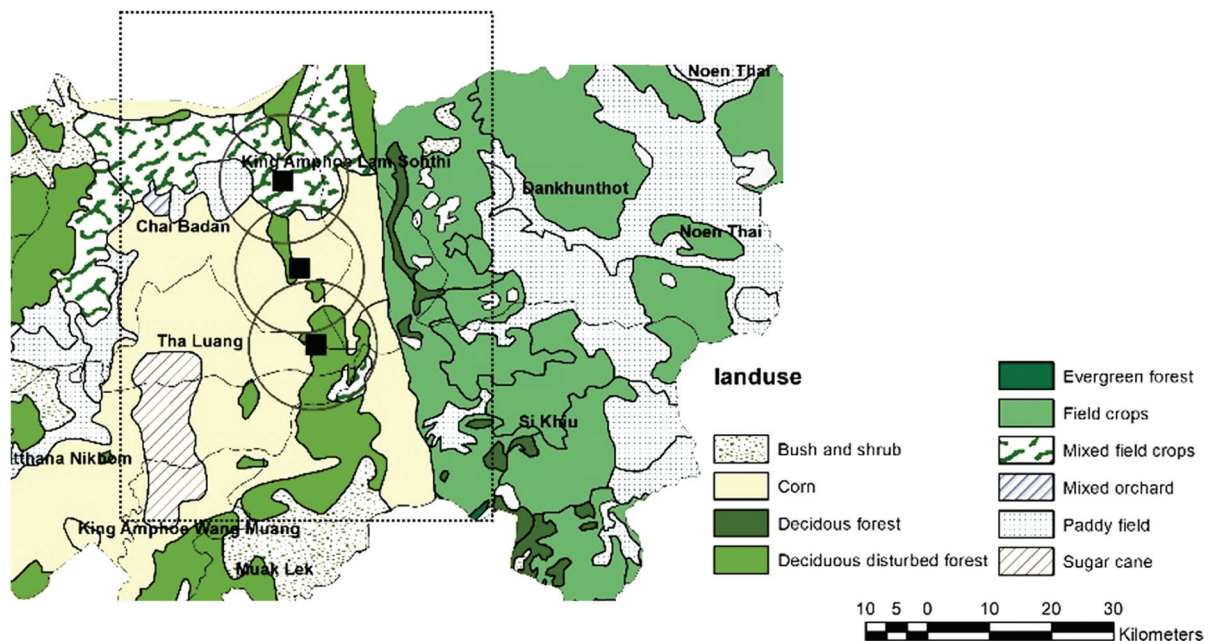 Noen Thai
King Amphoe Lam Sohthi
Dankhunthot
Chai Badan
Noen Thai
Tha Luang
Si Khiu
tthana Nikhom
King Amphoe Wang Muang
Muak Lek
landuse
Bush and shrub
Corn
Decidous forest
Deciduous disturbed forest
Evergreen forest
Field crops
Mixed field crops
Mixed orchard
Paddy field
Sugar cane
10 5 0 10 20 30
Kilometers